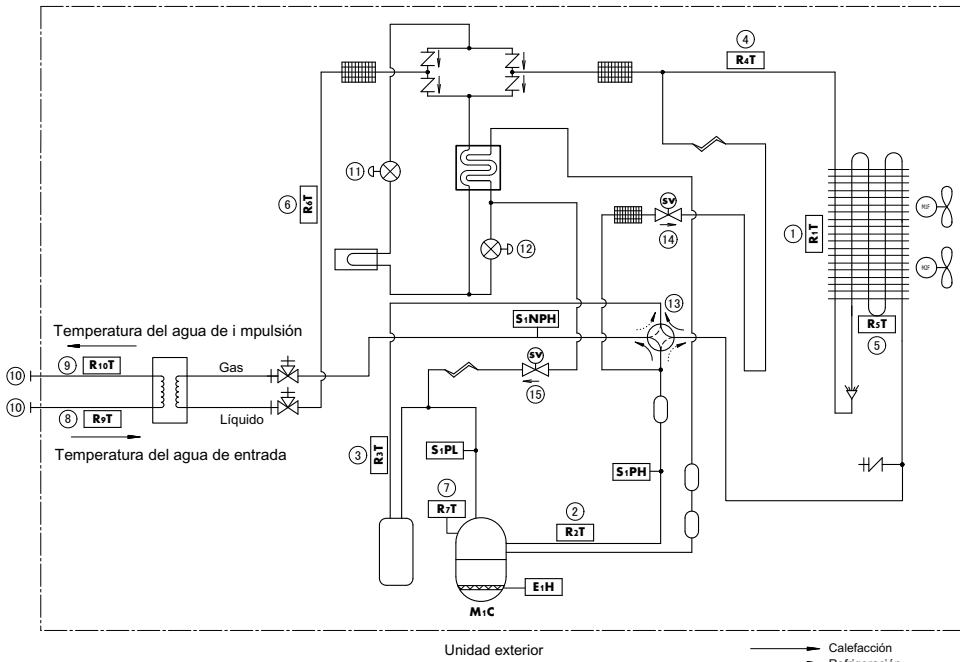 4
R4T
11
6
R6T
SV
14
12
1
R1T
M1F
M2F
R5T
5
13
S1NPH
Temperatura del agua de i mpulsión
9
R10T
Gas
10
10
8
R9T
Líquido
Temperatura del agua de entrada
SV
15
3
R3T
S1PL
S1PH
7
R7T
2
R2T
E1H
M1C
Unidad exterior
Calefacción